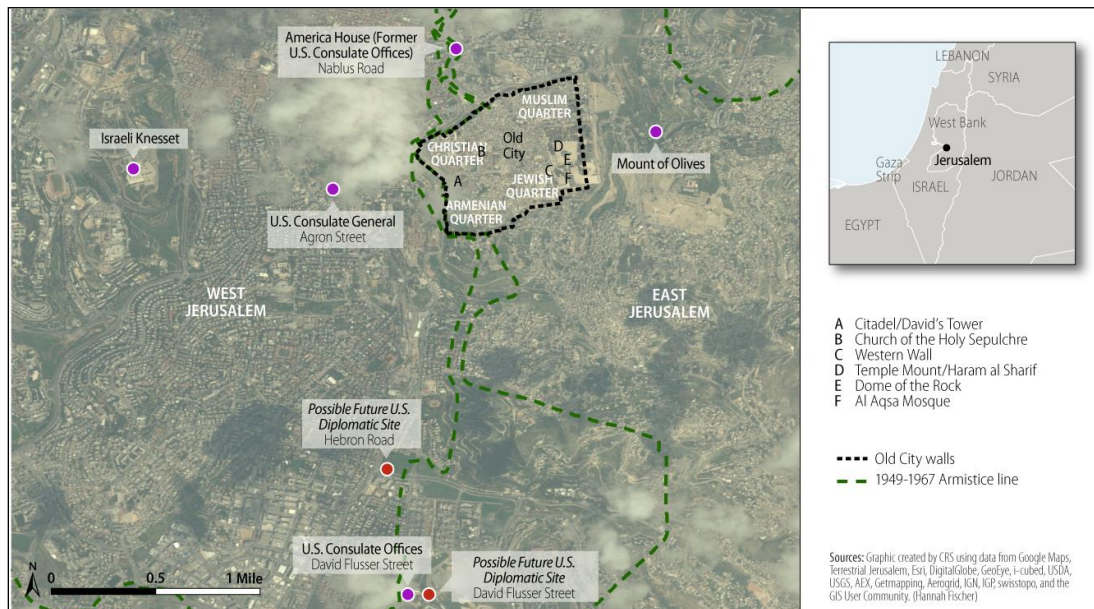 America House (Former
U.S. Consulate Offices)
Nablus Road
MUSLIM
QUARTER
Israeli Knesset
CHRISTIAN
QUARTER
B
Old
City
D
E
C
F
A
JEWISH
QUARTER
ARMENIAN
QUARTER
Mount of Olives
U.S. Consulate General
Agron Street
WEST
JERUSALEM
EAST
JERUSALEM
Possible Future U.S.
Diplomatic Site
Hebron Road
U.S. Consulate Offices
David Flusser Street
Possible Future U.S.
Diplomatic Site
David Flusser Street
N
0 0.5 1 Mile
LEBANON
SYRIA
West Bank
Jerusalem
Gaza
Strip
ISRAEL
JORDAN
EGYPT
A Citadel/David's Tower
B Church of the Holy Sepulchre
C Western Wall
D Temple Mount/Haram al Sharif
E Dome of the Rock
F Al Aqsa Mosque
Old City walls
1949-1967 Armistice line
Sources: Graphic created by CRS using data from Google Maps,
Terrestrial Jerusalem, Esri, DigitalGlobe, GeoEye, i-cubed, USDA,
USGS, AEX, Getmapping, Aerogrid, IGN, IGP, swisstopo, and the
GIS User Community. (Hannah Fischer)